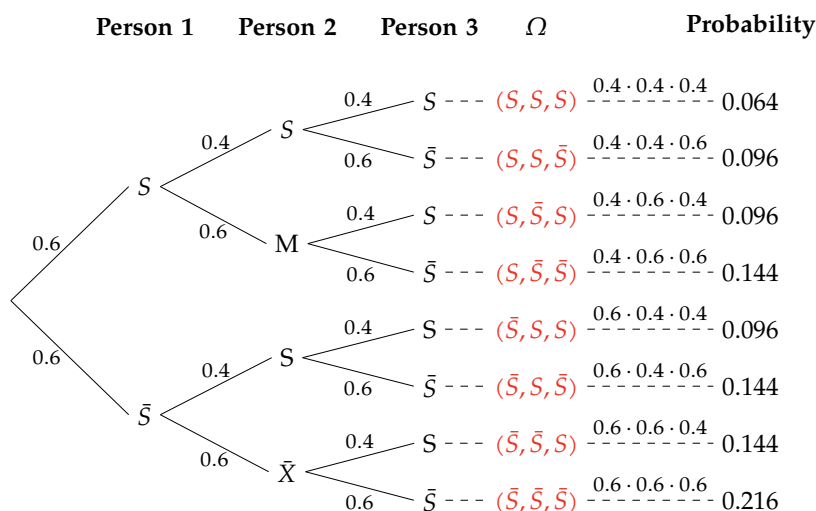 Person 1 Person 2 Person 3 Ω Probability
0.4 S (S, S, S) 0.4 · 0.4 · 0.4 0.064
0.4 S
0.6 S̄ (S, S, S̄) 0.4 · 0.4 · 0.6 0.096
S
0.4 S (S, S̄, S) 0.4 · 0.6 · 0.4 0.096
0.6 0.6 M
0.6 S̄ (S, S̄, S̄) 0.4 · 0.6 · 0.6 0.144
0.4 S (S̄, S, S) 0.6 · 0.4 · 0.4 0.096
0.6 0.4 S
0.6 S̄ (S̄, S, S̄) 0.6 · 0.4 · 0.6 0.144
S̄
0.4 S (S̄, S̄, S) 0.6 · 0.6 · 0.4 0.144
0.6 X̄
0.6 S̄ (S̄, S̄, S̄) 0.6 · 0.6 · 0.6 0.216